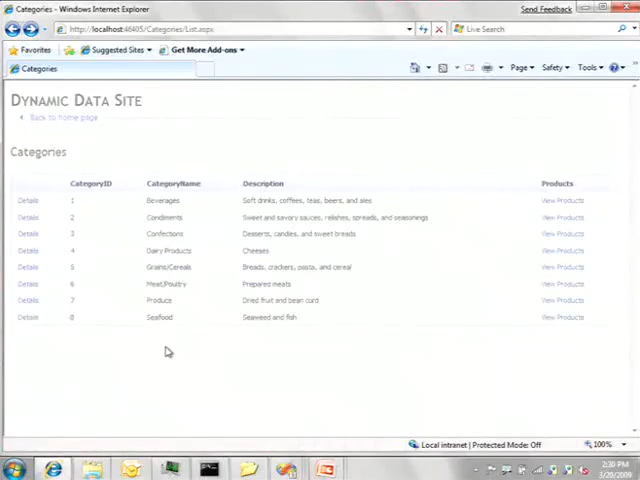 Categories - Windows Internet Explorer
Send Feedback
http://localhost:46405/Categories/List.aspx
Live Search
Favorites
Suggested Sites
Get More Add-ons
Categories
Page
Safety
Tools
DYNAMIC DATA SITE
Back to home page
Categories
CategoryID CategoryName Description Products
Details 1 Beverages Soft drinks, coffees, teas, beers, and ales View Products
Details 2 Condiments Sweet and savory sauces, relishes, spreads, and seasonings View Products
Details 3 Confections Desserts, candies, and sweet breads View Products
Details 4 Dairy Products Cheeses View Products
Details 5 Grains/Cereals Breads, crackers, pasta, and cereal View Products
Details 6 Meat/Poultry Prepared meats View Products
Details 7 Produce Dried fruit and bean curd View Products
Details 8 Seafood Seaweed and fish View Products
Local intranet | Protected Mode: Off
100%
2:30 PM
3/20/2009